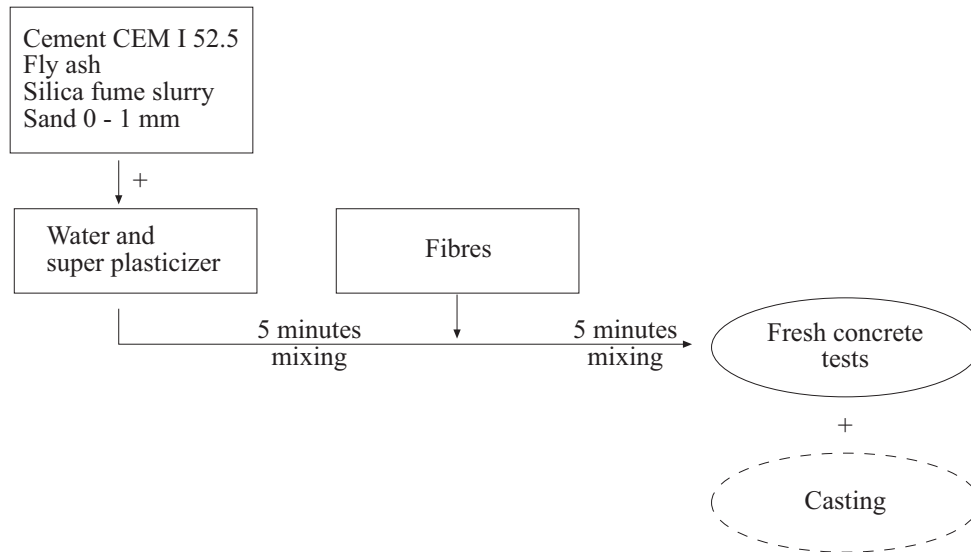 Cement CEM I 52.5
Fly ash
Silica fume slurry
Sand 0 - 1 mm
+
Water and
super plasticizer
Fibres
5 minutes
mixing
5 minutes
mixing
Fresh concrete
tests
+
Casting